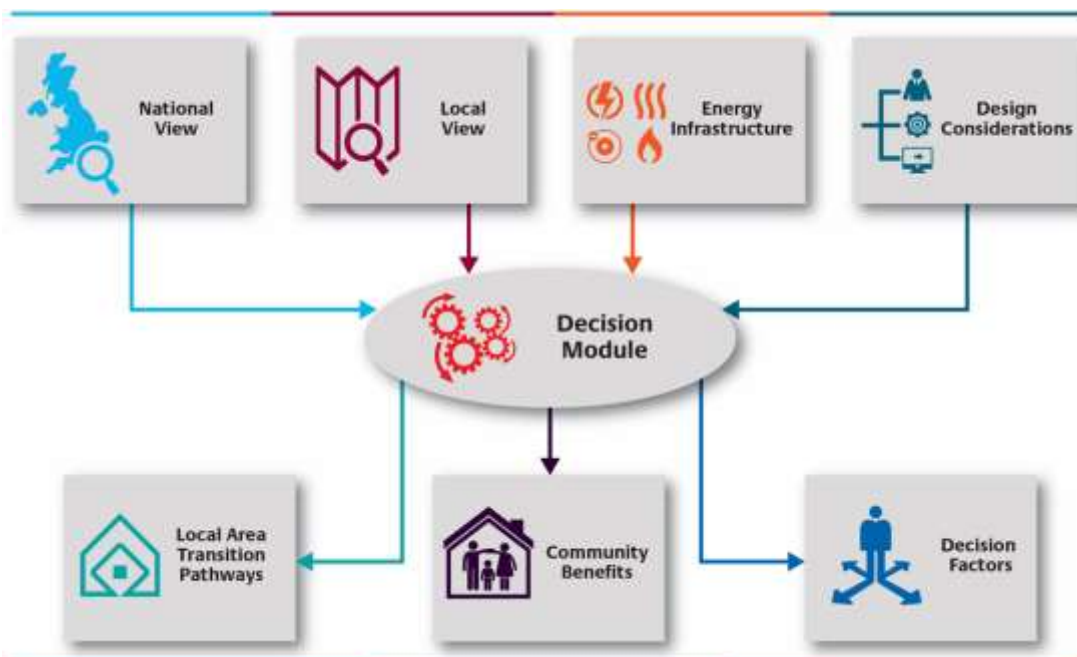 National
View
Local
View
Energy
Infrastructure
Design
Considerations
Decision
Module
Local Area
Transition
Pathways
Community
Benefits
Decision
Factors